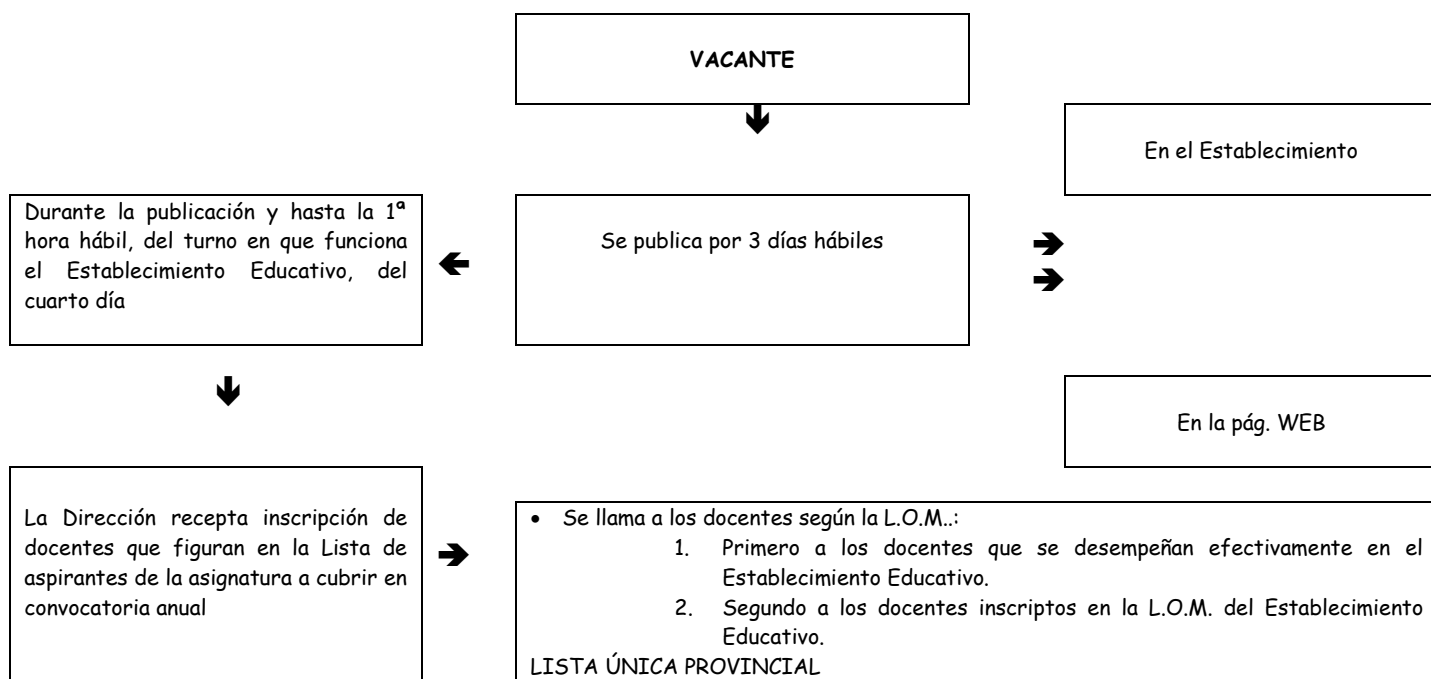 VACANTE
En el Establecimiento
Durante la publicación y hasta la 1ª
hora hábil, del turno en que funciona
el Establecimiento Educativo, del
cuarto día
Se publica por 3 días hábiles
En la pág. WEB
La Dirección recepta inscripción de
docentes que figuran en la Lista de
aspirantes de la asignatura a cubrir en
convocatoria anual
• Se llama a los docentes según la L.O.M..:
1. Primero a los docentes que se desempeñan efectivamente en el
Establecimiento Educativo.
2. Segundo a los docentes inscriptos en la L.O.M. del Establecimiento
Educativo.
LISTA ÚNICA PROVINCIAL